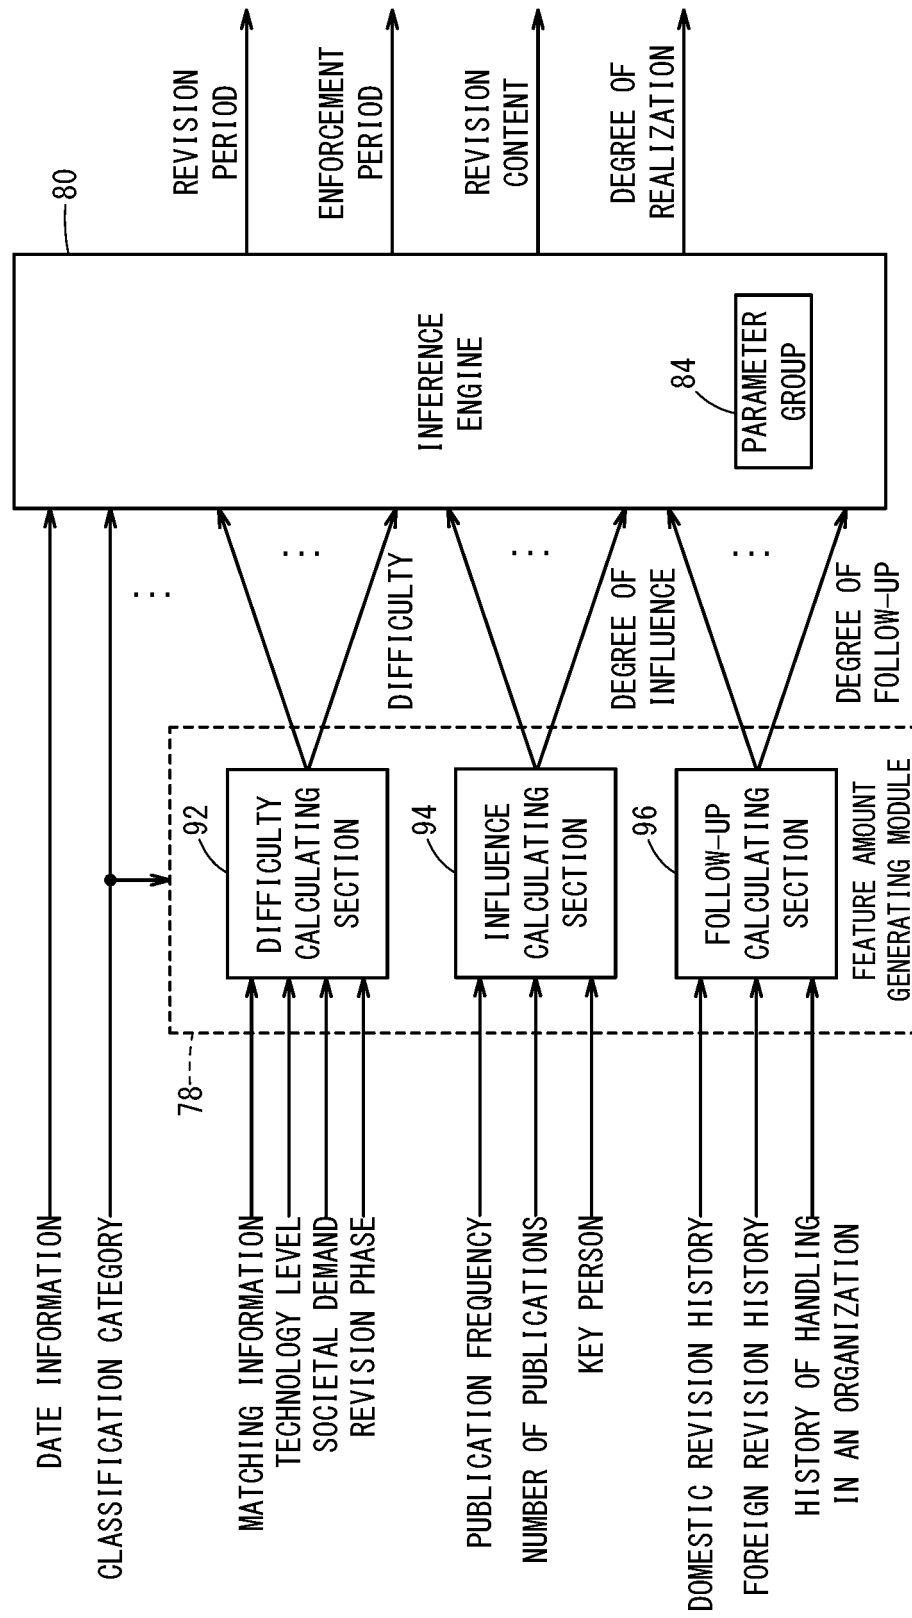 DATE INFORMATION
CLASSIFICATION CATEGORY
MATCHING INFORMATION
TECHNOLOGY LEVEL
SOCIETAL DEMAND
REVISION PHASE
PUBLICATION FREQUENCY
NUMBER OF PUBLICATIONS
KEY PERSON
DOMESTIC REVISION HISTORY
FOREIGN REVISION HISTORY
HISTORY OF HANDLING
IN AN ORGANIZATION
78
92
DIFFICULTY
CALCULATING
SECTION
94
INFLUENCE
CALCULATING
SECTION
96
FOLLOW-UP
CALCULATING
SECTION
FEATURE AMOUNT
GENERATING MODULE
...
...
DIFFICULTY
...
DEGREE OF
INFLUENCE
...
DEGREE OF
FOLLOW-UP
80
INFERENCE
ENGINE
84
PARAMETER
GROUP
REVISION
PERIOD
ENFORCEMENT
PERIOD
REVISION
CONTENT
DEGREE OF
REALIZATION